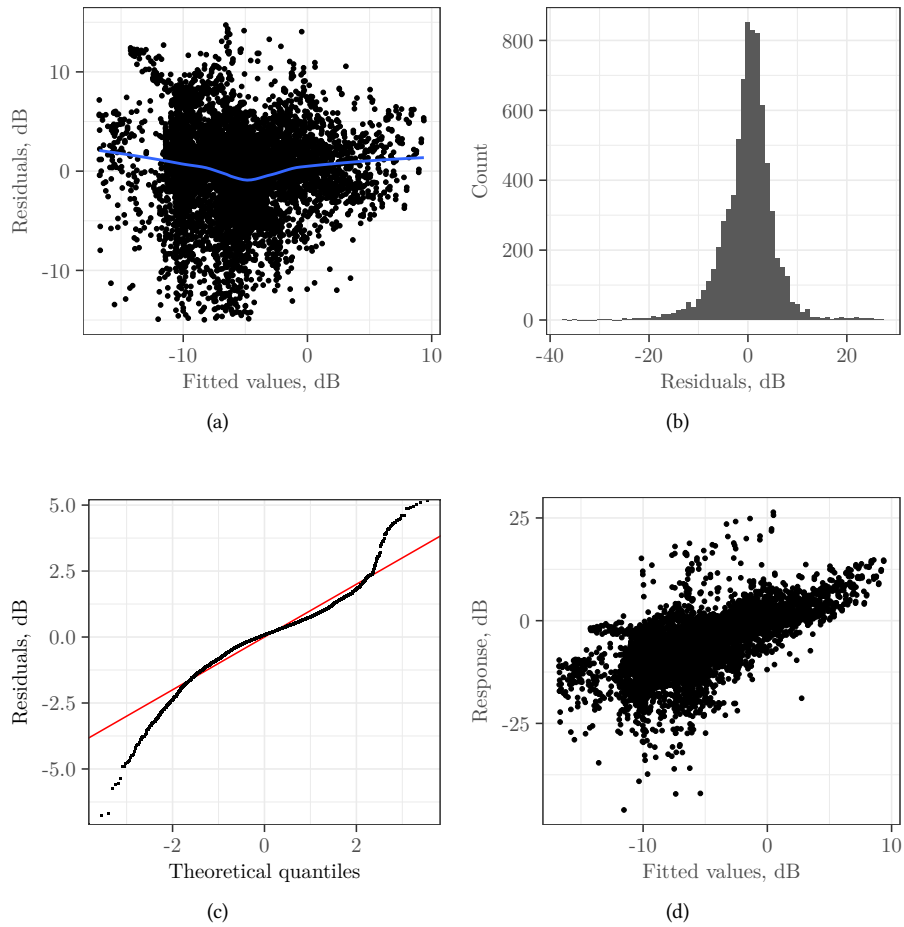 10
0
-10
Residuals, dB
-10
0
10
Fitted values, dB
(a)
800
600
400
200
0
Count
-40
-20
0
20
Residuals, dB
(b)
5.0
2.5
0.0
-2.5
-5.0
Residuals, dB
-2
0
2
Theoretical quantiles
(c)
25
0
-25
Response, dB
-10
0
10
Fitted values, dB
(d)